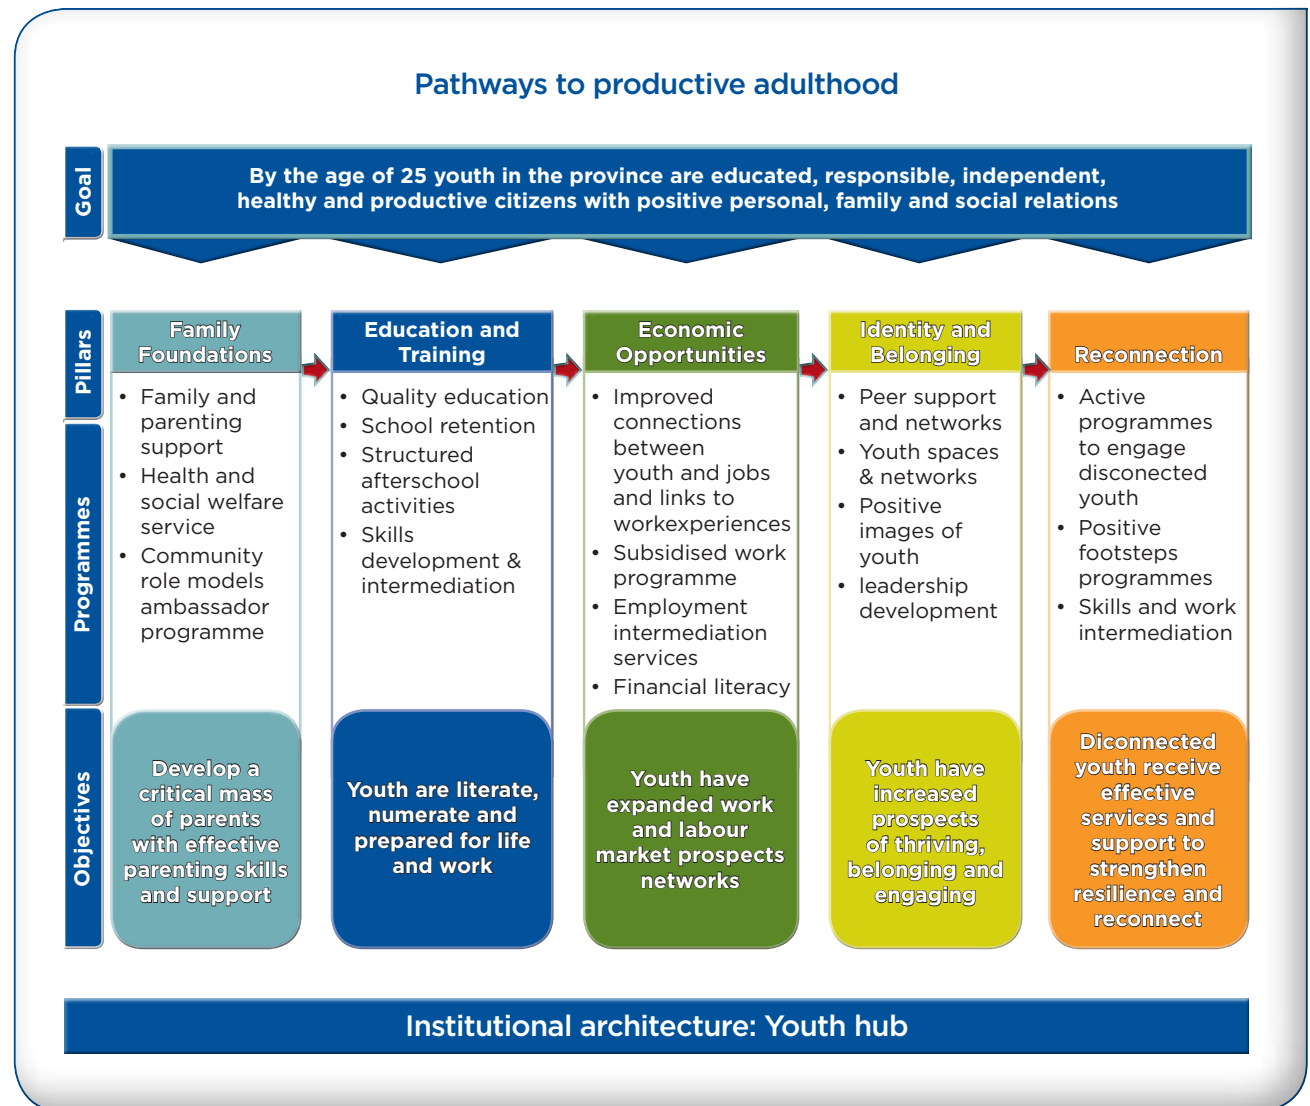 Pathways to productive adulthood
Goal
By the age of 25 youth in the province are educated, responsible, independent,
healthy and productive citizens with positive personal, family and social relations
Pillars
Family
Foundations
Education and
Training
Economic
Opportunities
Identity and
Belonging
Reconnection
Programmes
• Family and
parenting
support
• Health and
social welfare
service
• Community
role models
ambassador
programme
• Quality education
• School retention
• Structured
afterschool
activities
• Skills
development &
intermediation
• Improved
connections
between
youth and jobs
and links to
workexperiences
• Subsidised work
programme
• Employment
intermediation
services
• Financial literacy
• Peer support
and networks
• Youth spaces
& networks
• Positive
images of
youth
• leadership
development
• Active
programmes
to engage
disconected
youth
• Positive
footsteps
programmes
• Skills and work
intermediation
Objectives
Develop a
critical mass
of parents
with effective
parenting skills
and support
Youth are literate,
numerate and
prepared for life
and work
Youth have
expanded work
and labour
market prospects
networks
Youth have
increased
prospects
of thriving,
belonging and
engaging
Diconnected
youth receive
effective
services and
support to
strengthen
resilience and
reconnect
Institutional architecture: Youth hub